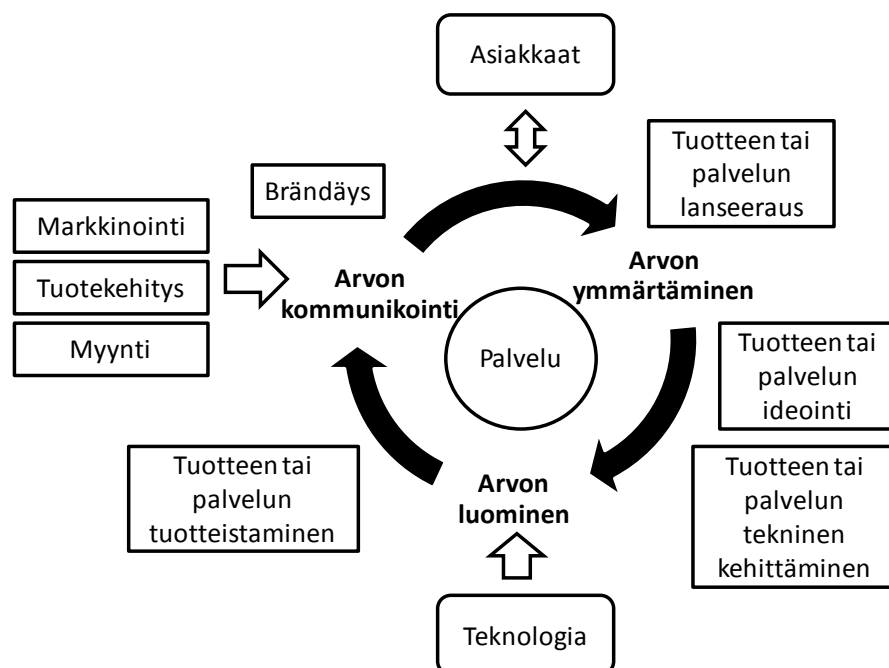 Asiakkaat
Tuotteen tai
palvelun
lanseeraus
Brändäys
Markkinointi
Tuotekehitys
Myynti
Arvon
kommunikointi
Arvon
ymmärtäminen
Palvelu
Tuotteen tai
palvelun
ideointi
Tuotteen tai
palvelun
tuotteistaminen
Arvon
luominen
Tuotteen tai
palvelun
tekninen
kehittäminen
Teknologia